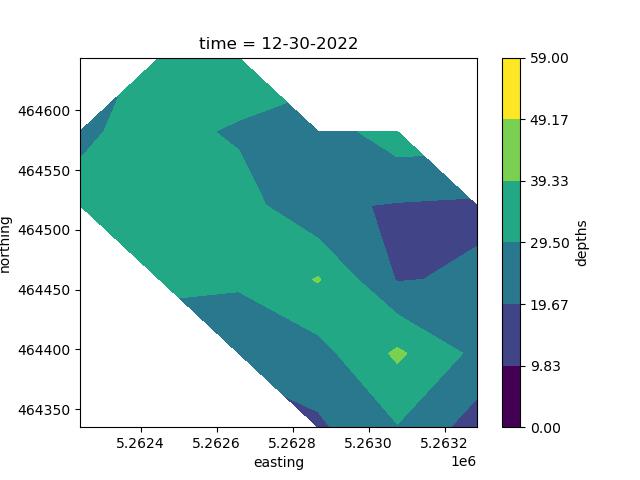 time = 12-30-2022
59.00
49.17
39.33
29.50
19.67
9.83
0.00
depths
464600
464550
464500
464450
464400
464350
northing
5.2624 5.2626 5.2628 5.2630 5.2632
1e6
easting